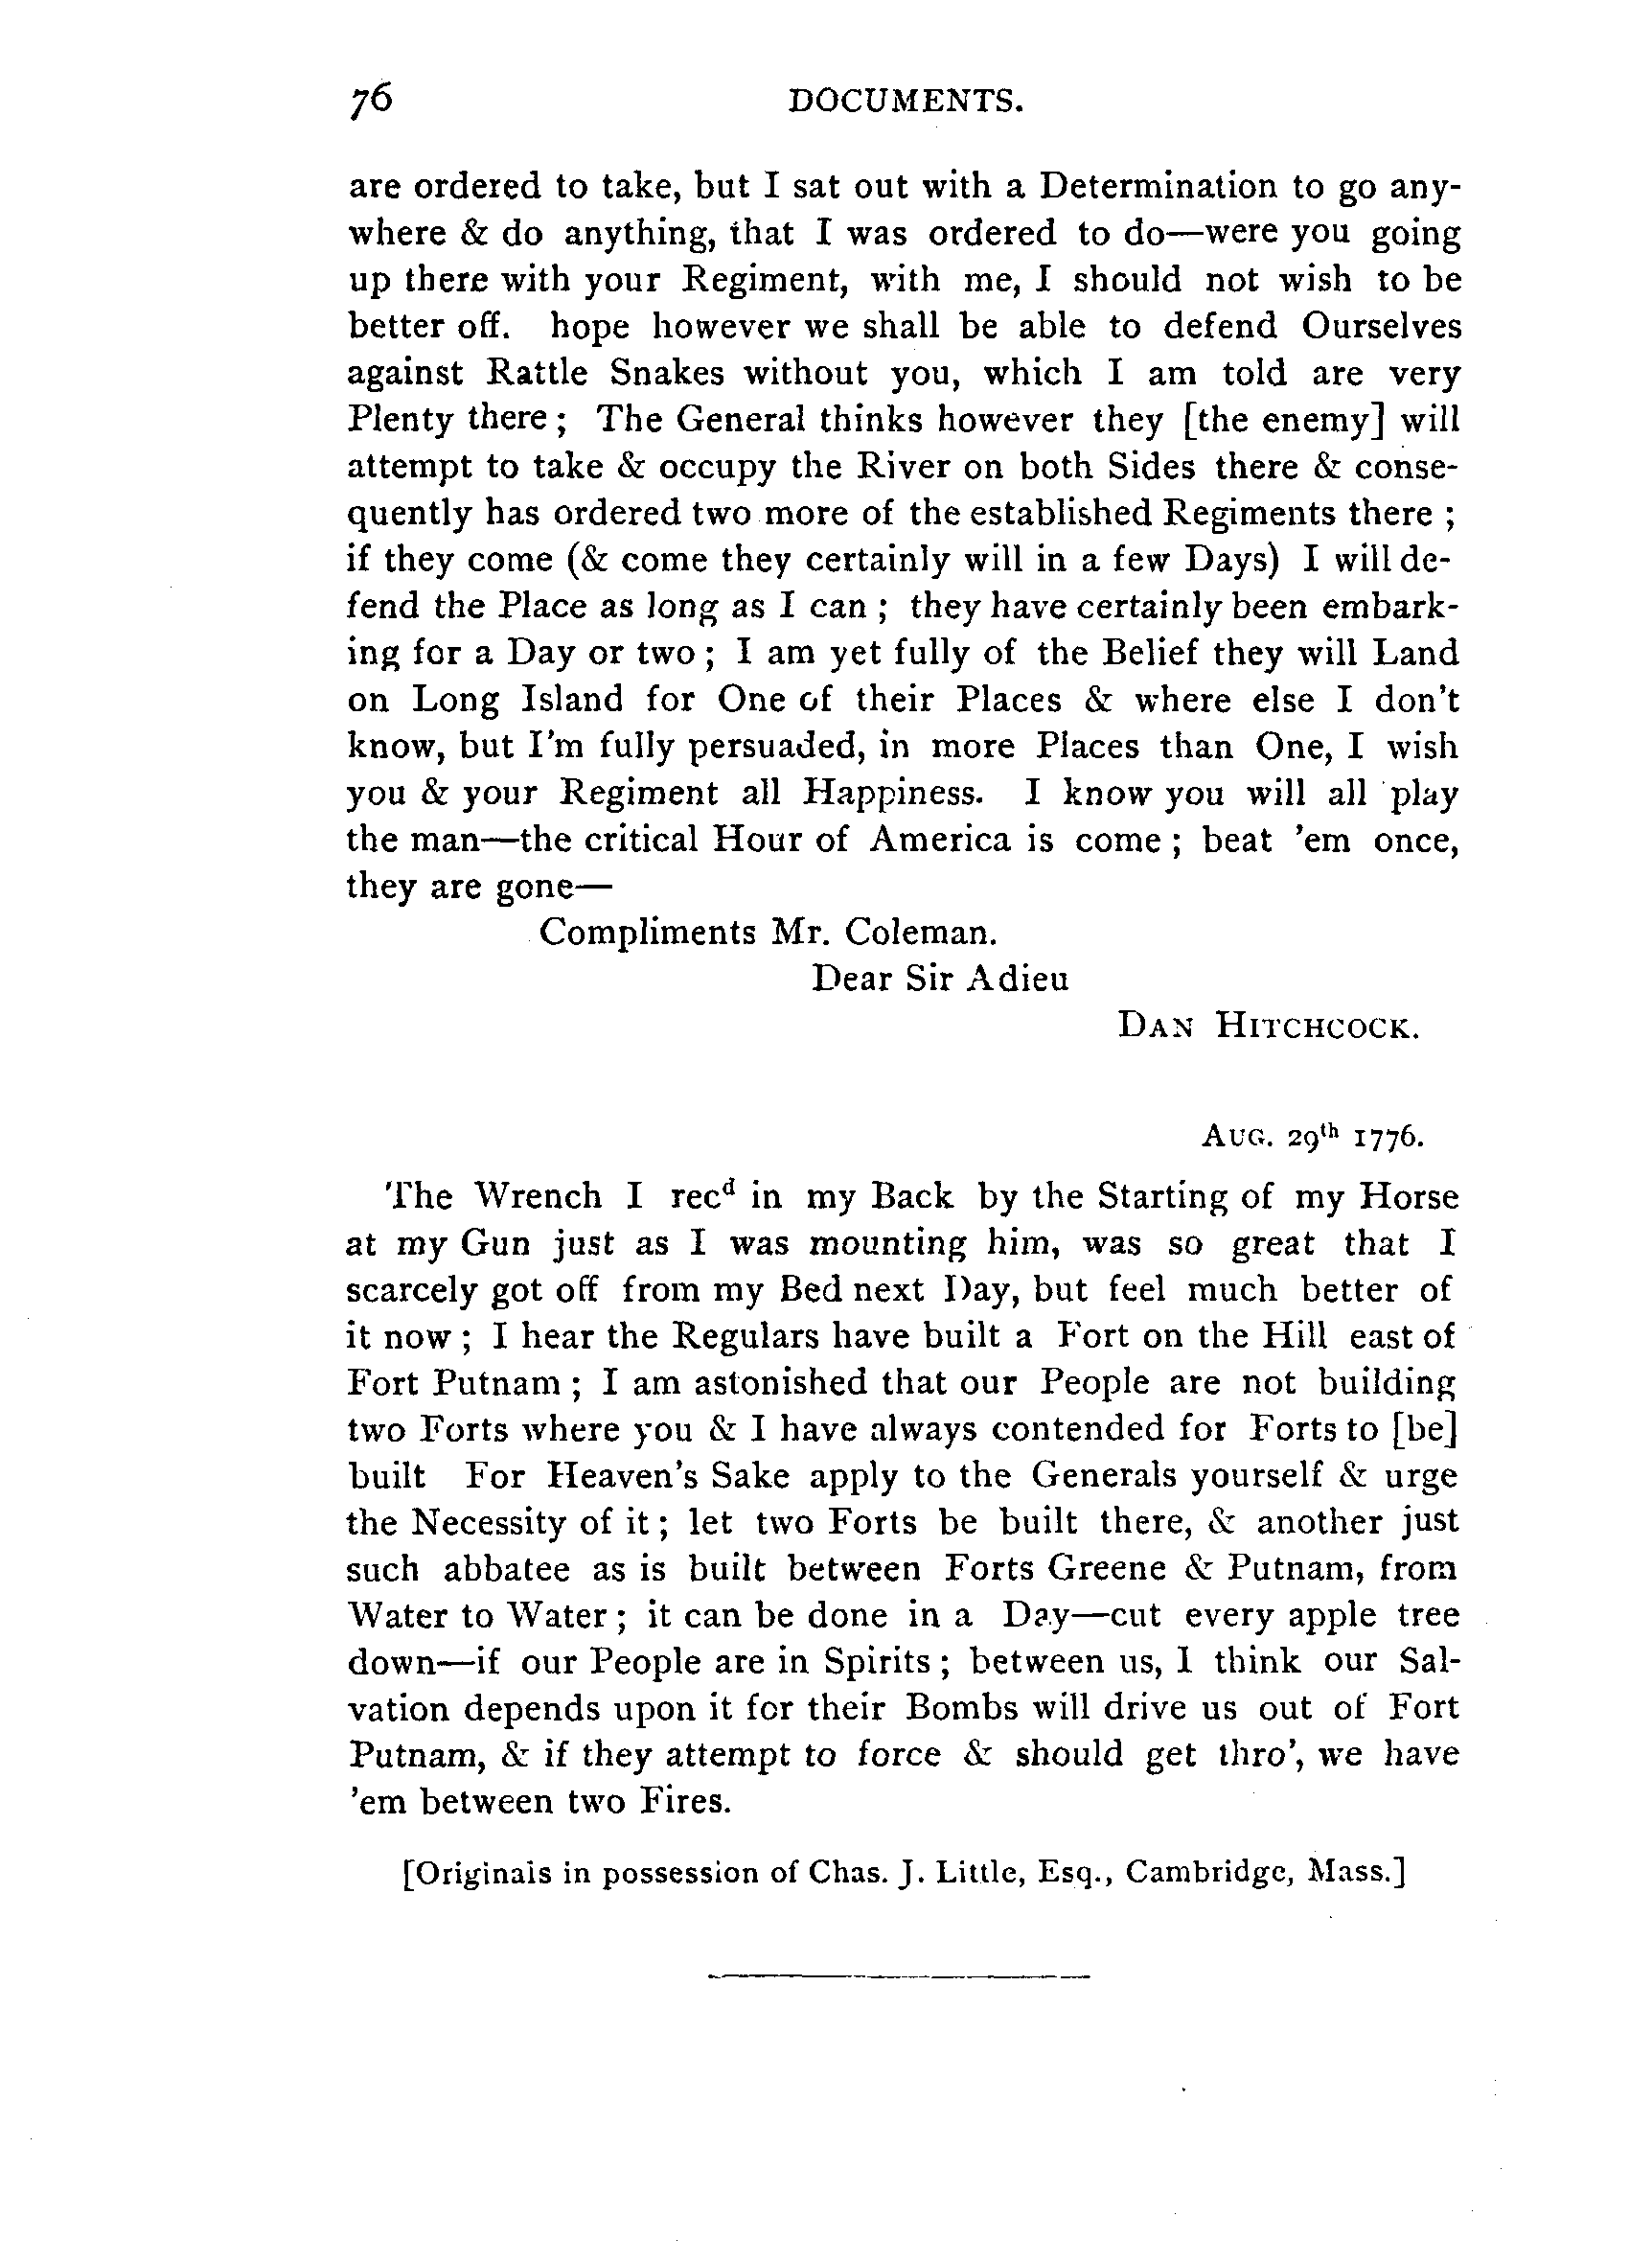 76 DOCUMENTS.
are ordered to take, but I sat out with a Determination to go any-
where & do anything, that I was ordered to do—were you going
up there with your Regiment, with me, I should not wish to be
better off. hope however we shall be able to defend Ourselves
against Rattle Snakes without you, which I am told are very
Plenty there; The General thinks however they [the enemy] will
attempt to take & occupy the River on both Sides there & conse-
quently has ordered two more of the established Regiments there;
if they come (& come they certainly will in a few Days) I will de-
fend the Place as long as I can; they have certainly been embark-
ing for a Day or two; I am yet fully of the Belief they will Land
on Long Island for One of their Places & where else I don't
know, but I'm fully persuaded, in more Places than One, I wish
you & your Regiment all Happiness. I know you will all play
the man—the critical Hour of America is come; beat 'em once,
they are gone—
Compliments Mr. Coleman.
Dear Sir Adieu
DAN HITCHCOCK.
AUG. 29th 1776.
The Wrench I recd in my Back by the Starting of my Horse
at my Gun just as I was mounting him, was so great that I
scarcely got off from my Bed next Day, but feel much better of
it now; I hear the Regulars have built a Fort on the Hill east of
Fort Putnam; I am astonished that our People are not building
two Forts where you & I have always contended for Forts to [be]
built For Heaven's Sake apply to the Generals yourself & urge
the Necessity of it; let two Forts be built there, & another just
such abbatee as is built between Forts Greene & Putnam, from
Water to Water; it can be done in a Day—cut every apple tree
down—if our People are in Spirits; between us, I think our Sal-
vation depends upon it for their Bombs will drive us out of Fort
Putnam, & if they attempt to force & should get thro', we have
'em between two Fires.
[Originals in possession of Chas. J. Little, Esq., Cambridge, Mass.]